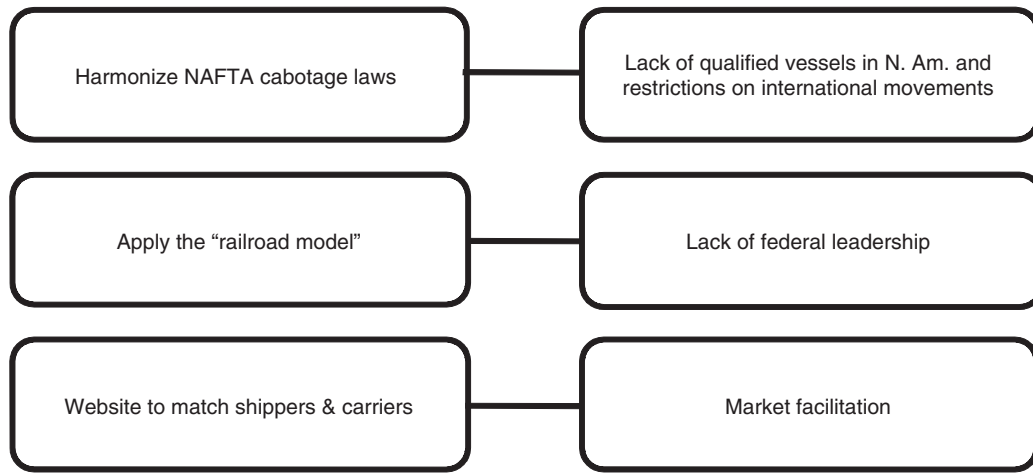 Harmonize NAFTA cabotage laws
Lack of qualified vessels in N. Am. and
restrictions on international movements
Apply the “railroad model”
Lack of federal leadership
Website to match shippers & carriers
Market facilitation